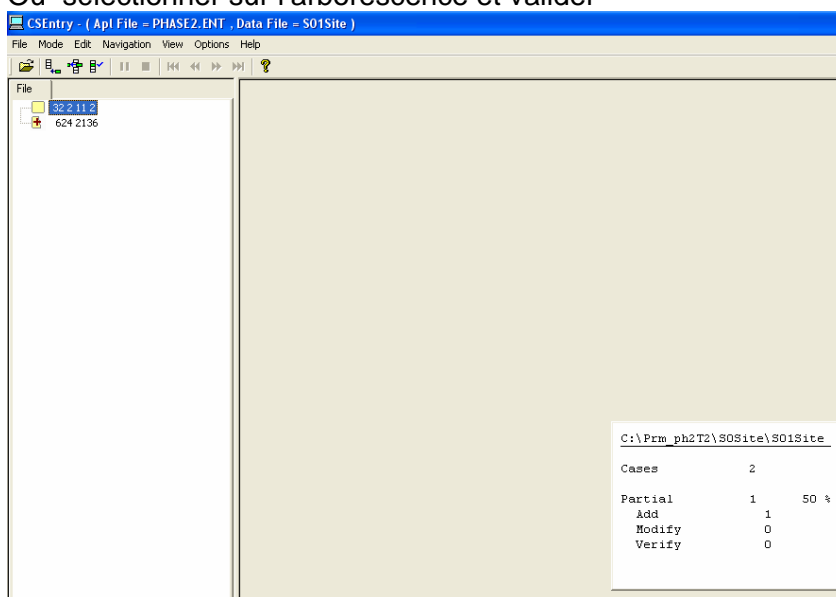 Ou sélectionner sur l'arborescence et valider
CSEntry - ( Apl File = PHASE2.ENT , Data File = S01Site )
File Mode Edit Navigation View Options Help
File
32 2 11 2
624 2136
C:\Prm_ph2T2\S0Site\S01Site
Cases 2
Partial 1 50 %
Add 1
Modify 0
Verify 0